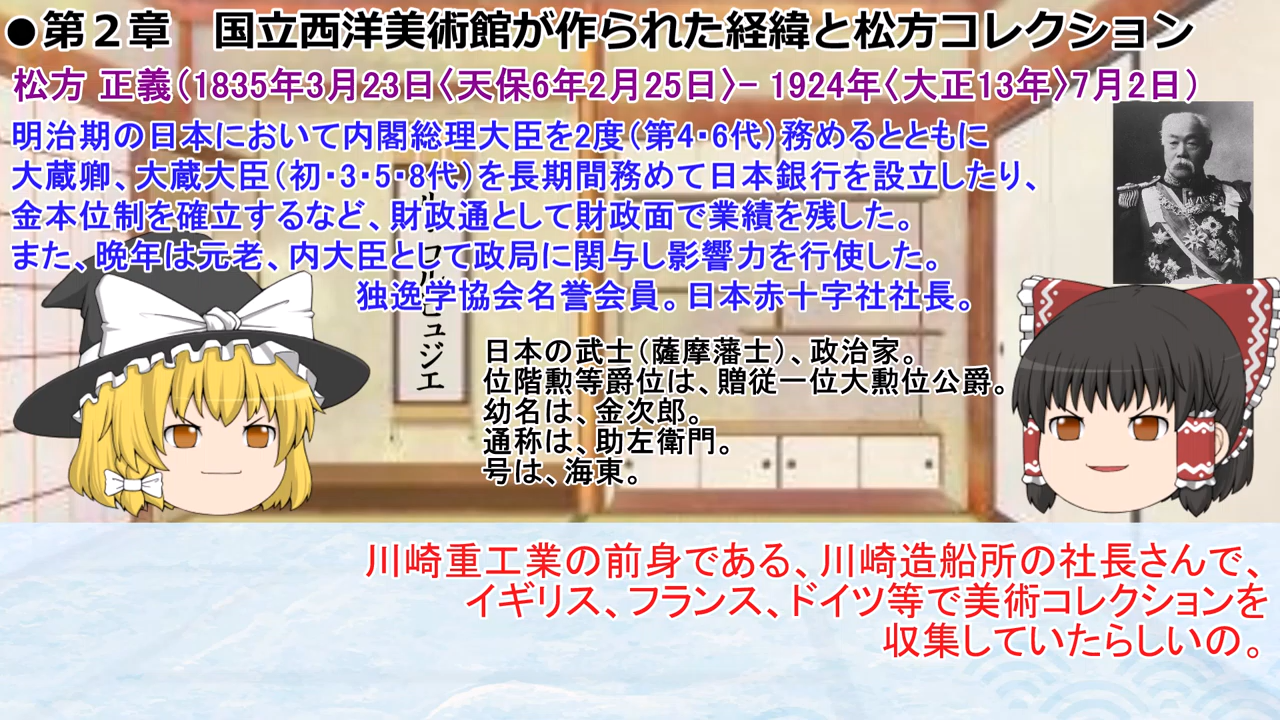 ●第２章　国立西洋美術館が作られた経緯と松方コレクション
松方 正義（1835年3月23日〈天保6年2月25日〉- 1924年〈大正13年〉7月2日）
明治期の日本において内閣総理大臣を2度（第4・6代）務めるとともに
大蔵卿、大蔵大臣（初・3・5・8代）を長期間務めて日本銀行を設立したり、
金本位制を確立するなど、財政通として財政面で業績を残した。
また、晩年は元老、内大臣として政局に関与し影響力を行使した。
独逸学協会名誉会員。日本赤十字社社長。
ュジエ
日本の武士（薩摩藩士）、政治家。
位階勲等爵位は、贈従一位大勲位公爵。
幼名は、金次郎。
通称は、助左衛門。
号は、海東。
川崎重工業の前身である、川崎造船所の社長さんで、
イギリス、フランス、ドイツ等で美術コレクションを
収集していたらしいの。